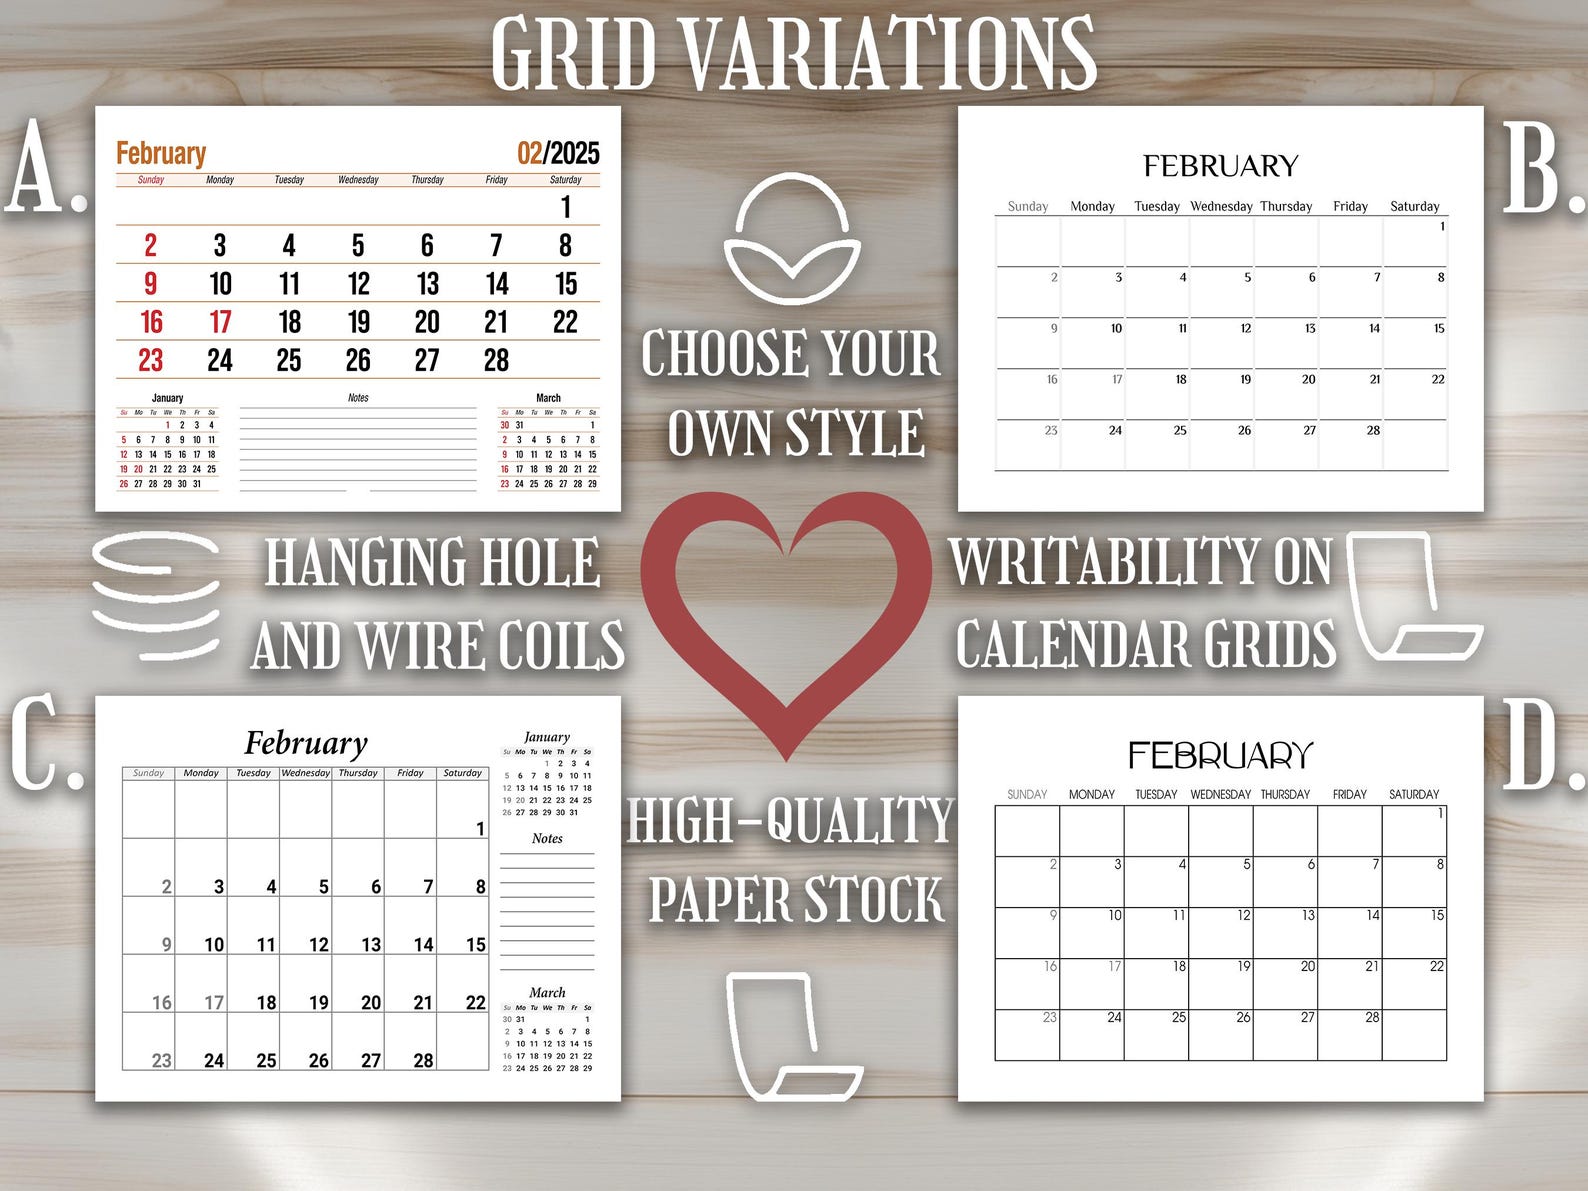 GRID VARIATIONS
A.
February 02/2025
Sunday Monday Tuesday Wednesday Thursday Friday Saturday
1
2 3 4 5 6 7 8
9 10 11 12 13 14 15
16 17 18 19 20 21 22
23 24 25 26 27 28
January
Su Mo Tu We Th Fr Sa
1 2 3 4
5 6 7 8 9 10 11
12 13 14 15 16 17 18
19 20 21 22 23 24 25
26 27 28 29 30 31
Notes
March
Su Mo Tu We Th Fr Sa
30 31 1
2 3 4 5 6 7 8
9 10 11 12 13 14 15
16 17 18 19 20 21 22
23 24 25 26 27 28 29
CHOOSE YOUR
OWN STYLE
B.
FEBRUARY
Sunday Monday Tuesday Wednesday Thursday Friday Saturday
1
2 3 4 5 6 7 8
9 10 11 12 13 14 15
16 17 18 19 20 21 22
23 24 25 26 27 28
HANGING HOLE
AND WIRE COILS
WRITABILITY ON
CALENDAR GRIDS
C.
February
Sunday Monday Tuesday Wednesday Thursday Friday Saturday
1
2 3 4 5 6 7 8
9 10 11 12 13 14 15
16 17 18 19 20 21 22
23 24 25 26 27 28
January
Su Mo Tu We Th Fr Sa
1 2 3 4
5 6 7 8 9 10 11
12 13 14 15 16 17 18
19 20 21 22 23 24 25
26 27 28 29 30 31
Notes
March
Su Mo Tu We Th Fr Sa
30 31 1
2 3 4 5 6 7 8
9 10 11 12 13 14 15
16 17 18 19 20 21 22
23 24 25 26 27 28 29
HIGH-QUALITY
PAPER STOCK
D.
FEBRUARY
SUNDAY MONDAY TUESDAY WEDNESDAY THURSDAY FRIDAY SATURDAY
1
2 3 4 5 6 7 8
9 10 11 12 13 14 15
16 17 18 19 20 21 22
23 24 25 26 27 28